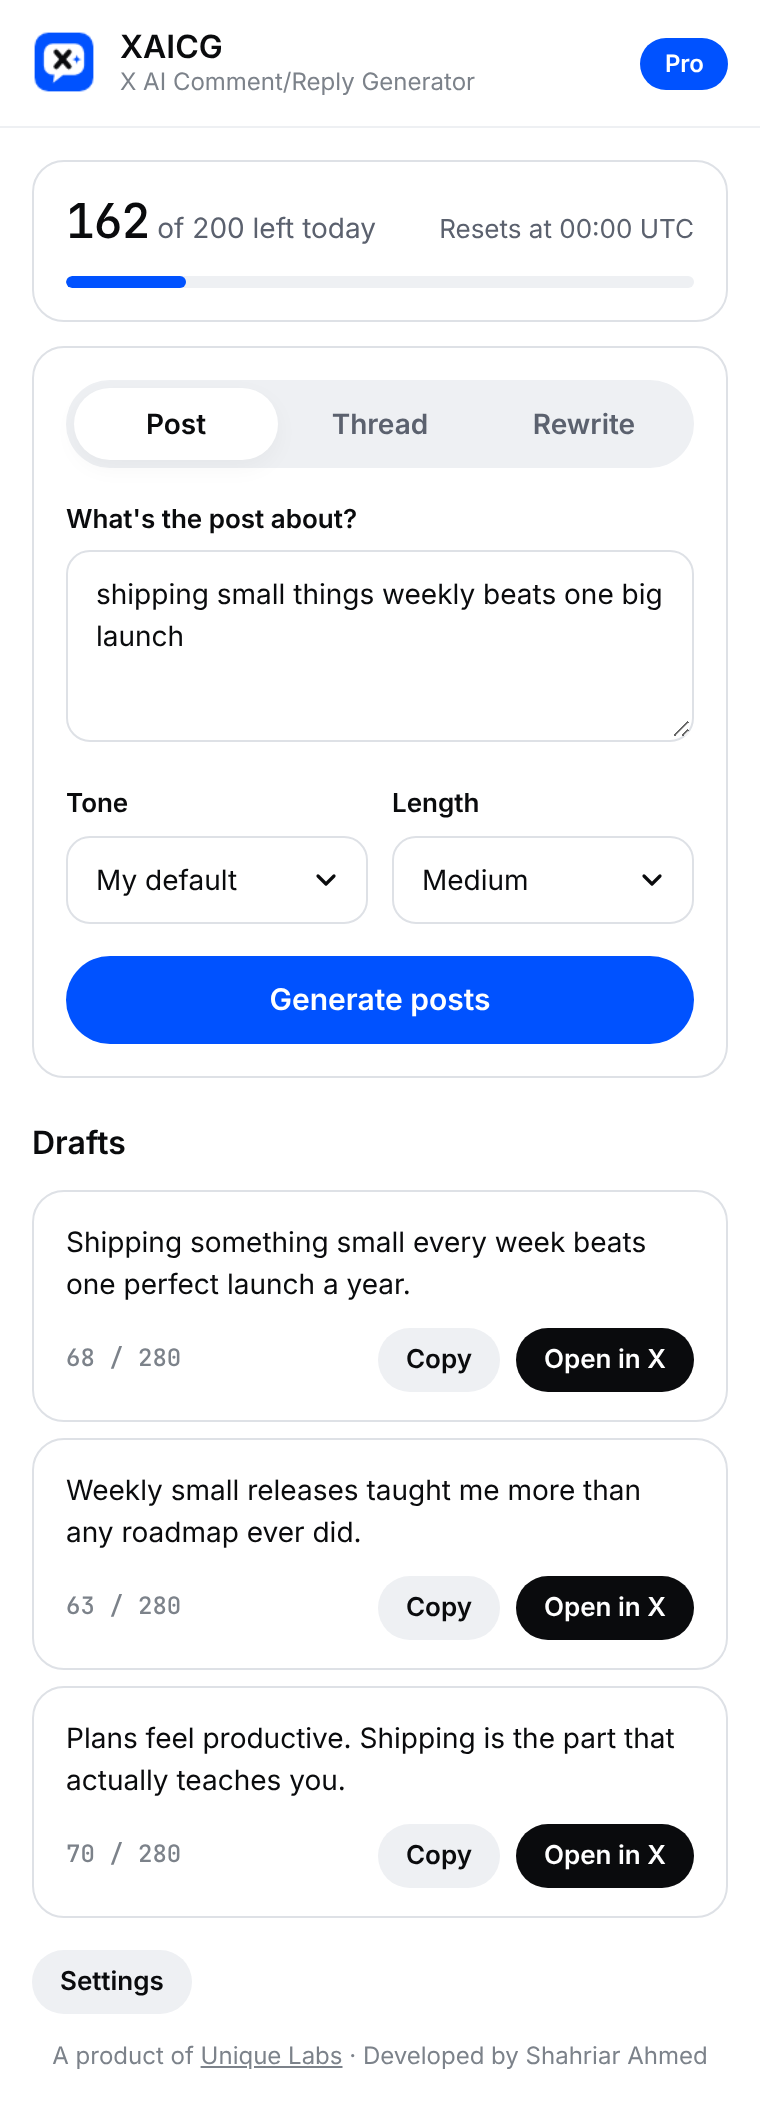 XAICG
X AI Comment/Reply Generator
Pro
162 of 200 left today
Resets at 00:00 UTC
Post
Thread
Rewrite
What's the post about?
shipping small things weekly beats one big
launch
Tone
Length
My default
Medium
Generate posts
Drafts
Shipping something small every week beats
one perfect launch a year.
68 / 280
Copy
Open in X
Weekly small releases taught me more than
any roadmap ever did.
63 / 280
Copy
Open in X
Plans feel productive. Shipping is the part that
actually teaches you.
70 / 280
Copy
Open in X
Settings
A product of Unique Labs · Developed by Shahriar Ahmed